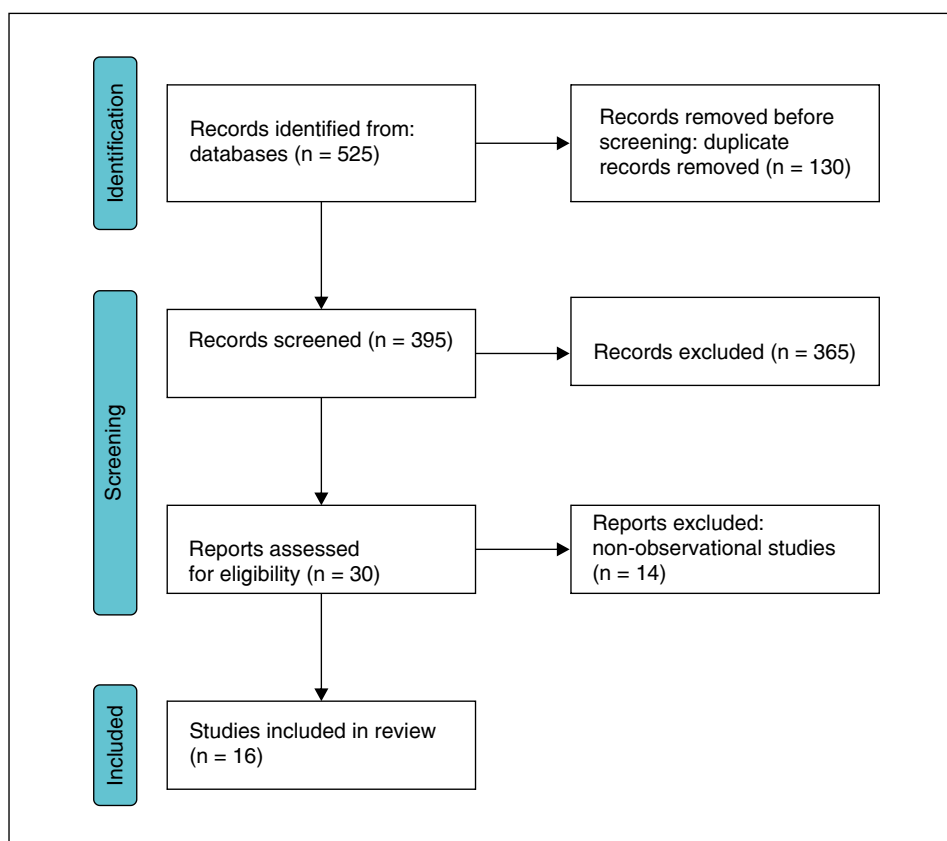 Identification
Records identified from:
databases (n = 525)
Records removed before
screening: duplicate
records removed (n = 130)
Screening
Records screened (n = 395)
Records excluded (n = 365)
Reports assessed
for eligibility (n = 30)
Reports excluded:
non-observational studies
(n = 14)
Included
Studies included in review
(n = 16)